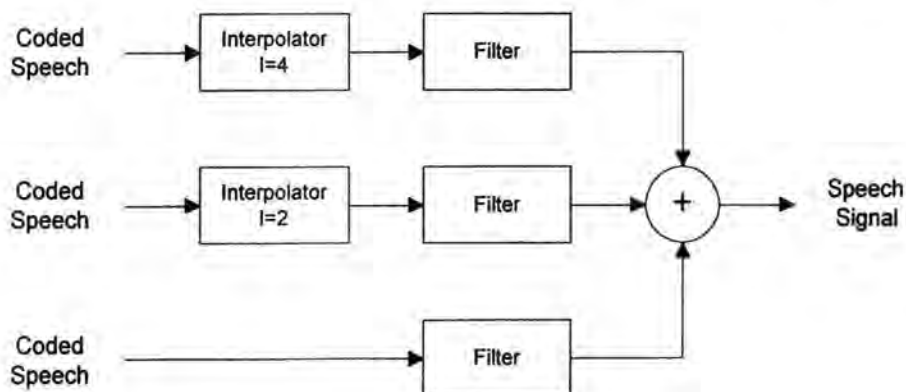 Coded
Speech
Interpolator
I=4
Filter
Coded
Speech
Interpolator
I=2
Filter
+
Speech
Signal
Coded
Speech
Filter